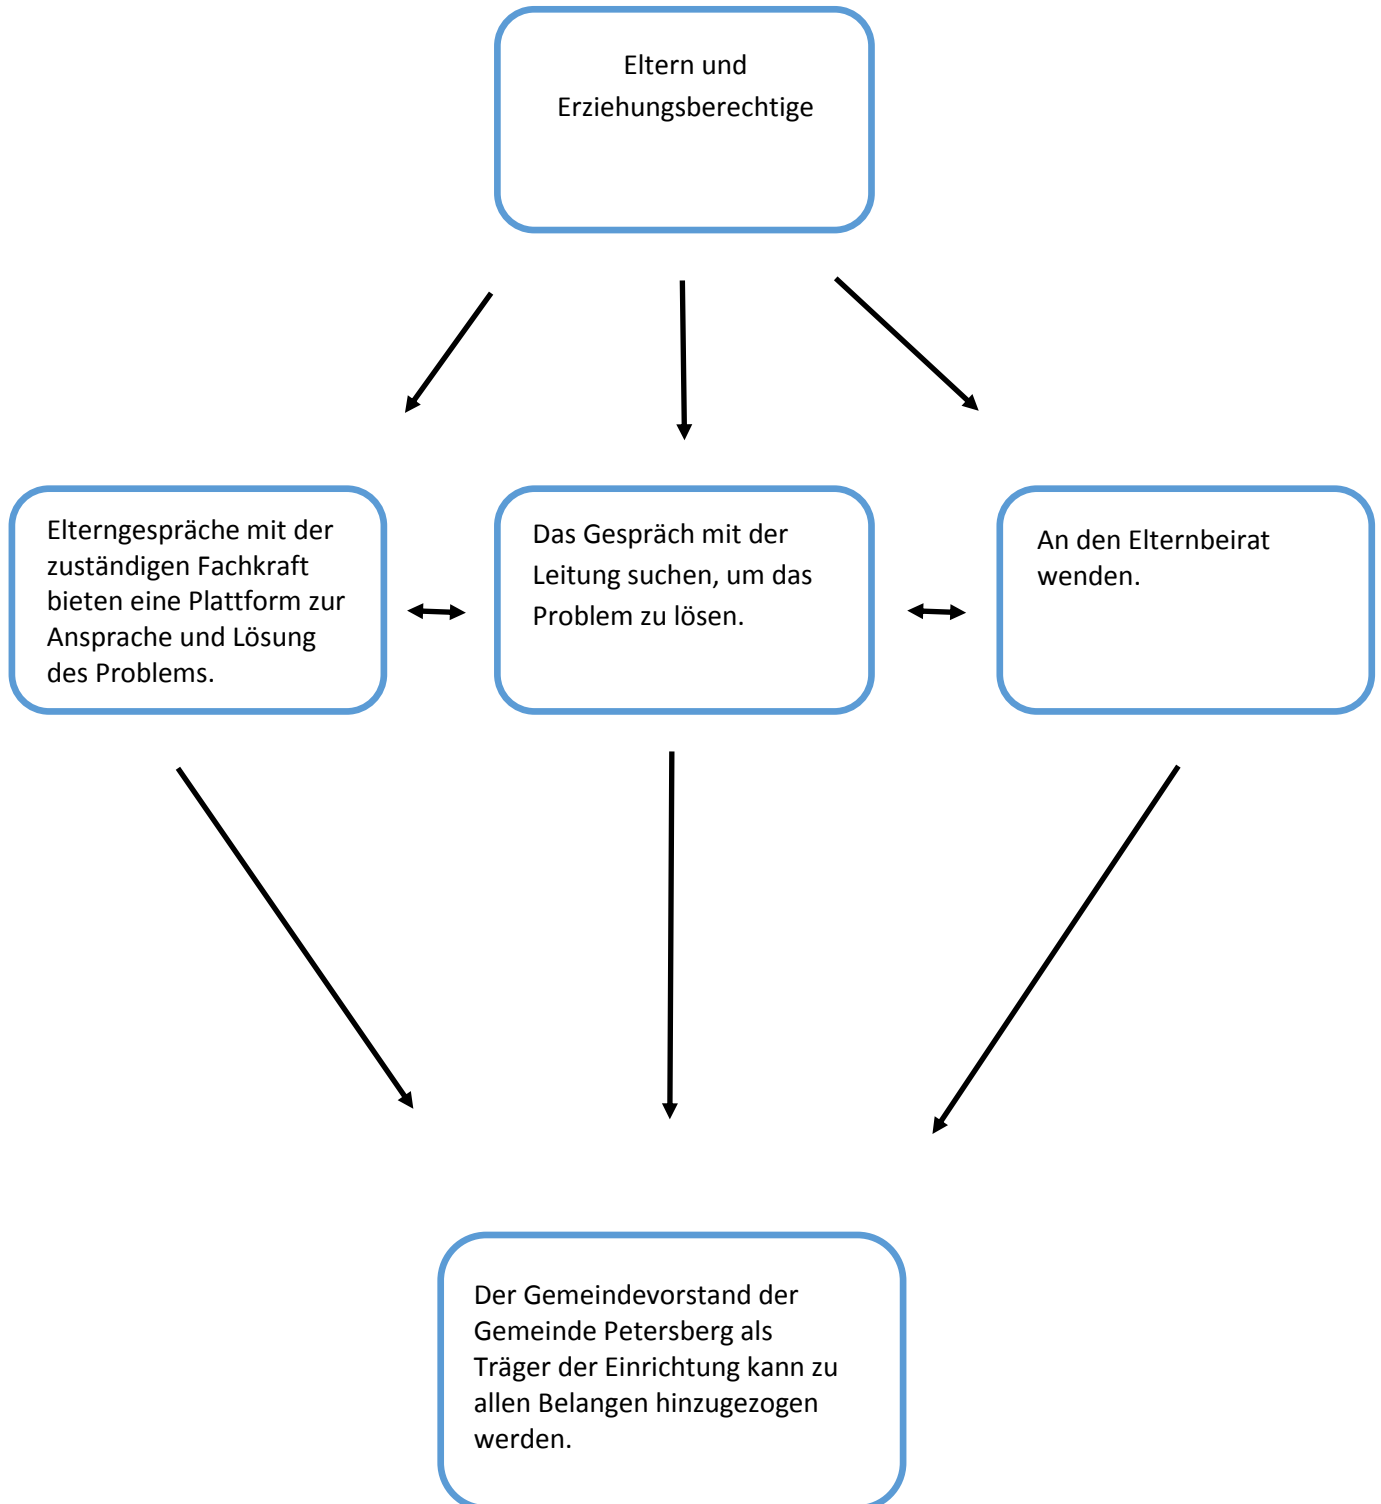 Eltern und
Erziehungsberechtige
Elterngespräche mit der
zuständigen Fachkraft
bieten eine Plattform zur
Ansprache und Lösung
des Problems.
Das Gespräch mit der
Leitung suchen, um das
Problem zu lösen.
An den Elternbeirat
wenden.
Der Gemeindevorstand der
Gemeinde Petersberg als
Träger der Einrichtung kann zu
allen Belangen hinzugezogen
werden.